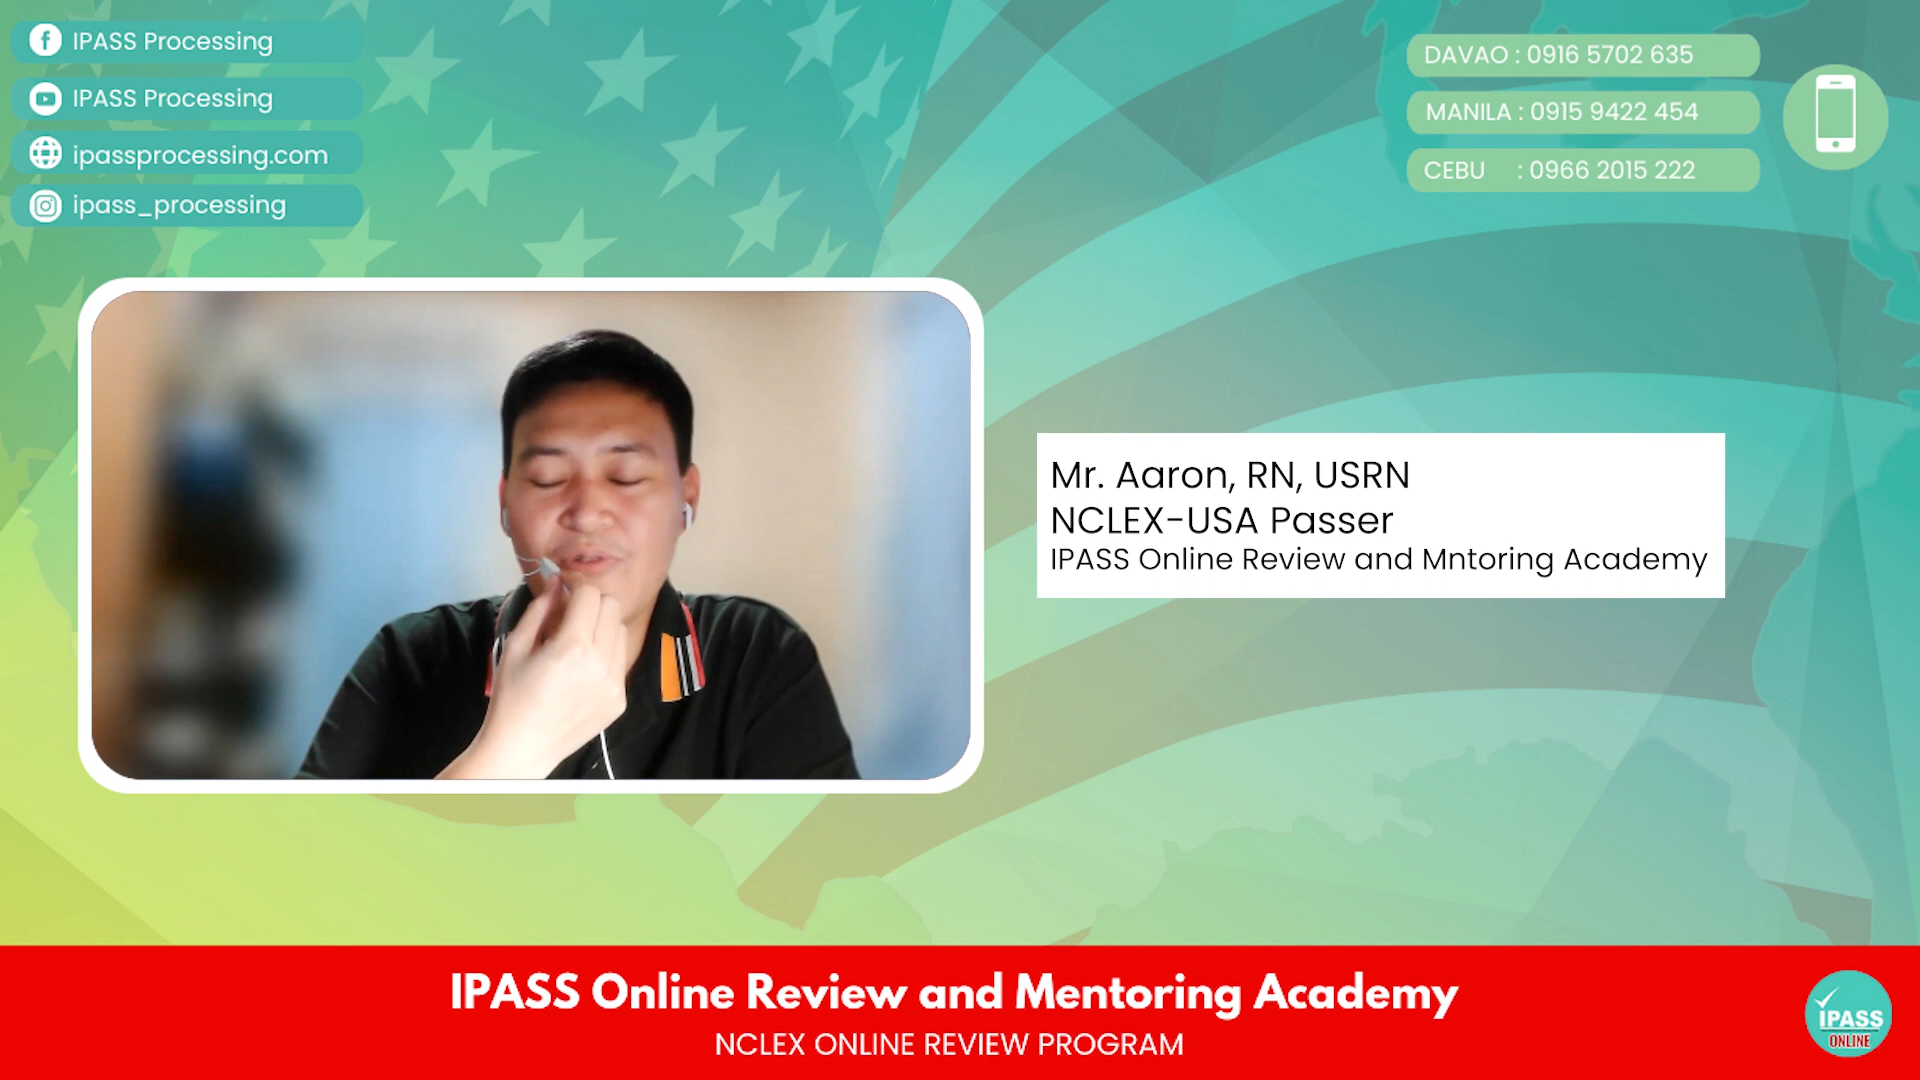 IPASS Processing
IPASS Processing
ipassprocessing.com
ipass_processing
DAVAO : 0916 5702 635
MANILA : 0915 9422 454
CEBU : 0966 2015 222
Mr. Aaron, RN, USRN
NCLEX-USA Passer
IPASS Online Review and Mntoring Academy
IPASS Online Review and Mentoring Academy
NCLEX ONLINE REVIEW PROGRAM
iPASS
ONLINE